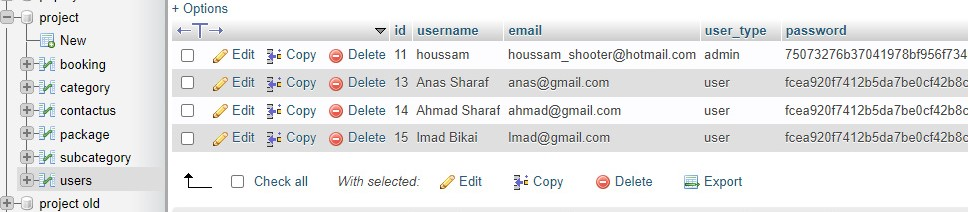 project
New
booking
category
contactus
package
subcategory
users
project old
+ Options
id username email user_type password
Edit Copy Delete 11 houssam houssam_shooter@hotmail.com admin 75073276b37041978bf956f734
Edit Copy Delete 13 Anas Sharaf anas@gmail.com user fcea920f7412b5da7be0cf42b8c
Edit Copy Delete 14 Ahmad Sharaf ahmad@gmail.com user fcea920f7412b5da7be0cf42b8c
Edit Copy Delete 15 Imad Bikai Imad@gmail.com user fcea920f7412b5da7be0cf42b8c
Check all With selected: Edit Copy Delete Export